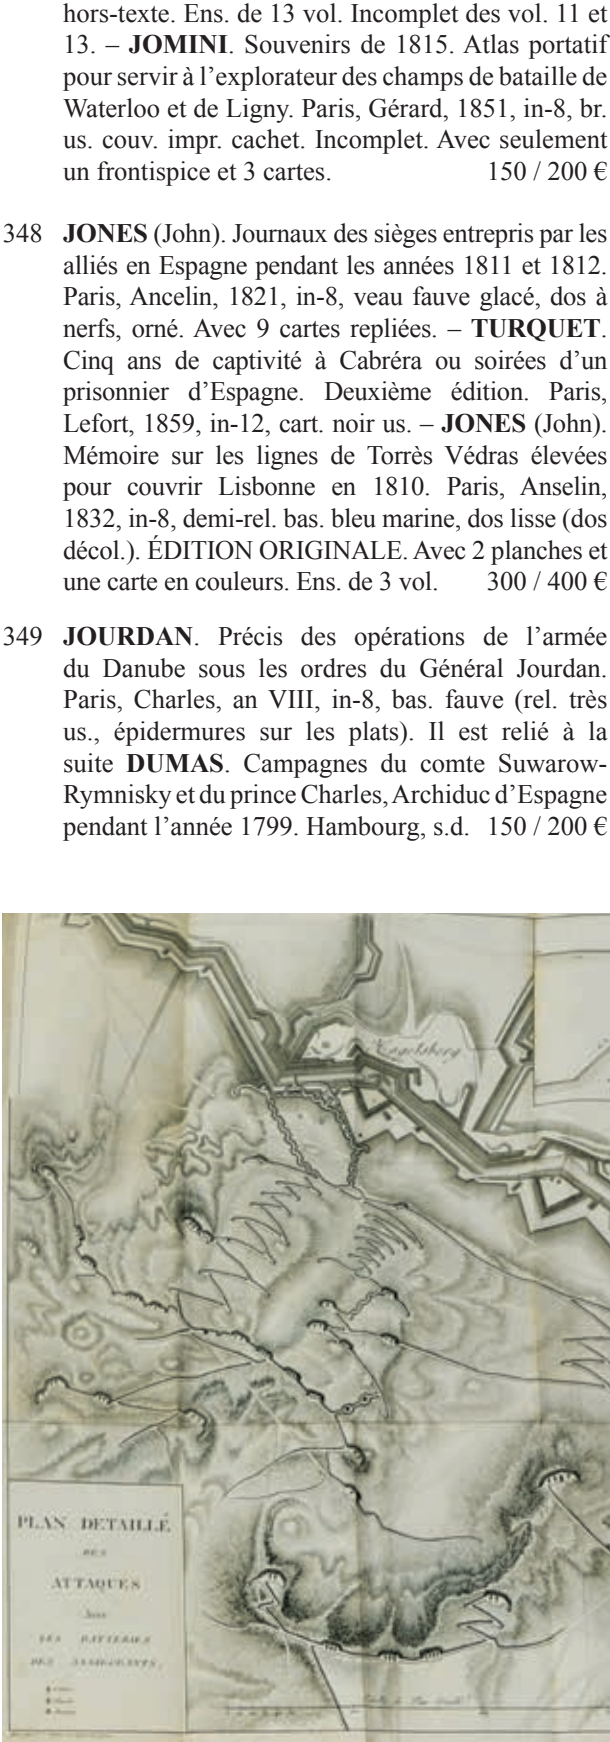 hors-texte. Ens. de 13 vol. Incomplet des vol. 11 et
13. – JOMINI. Souvenirs de 1815. Atlas portatif
pour servir à l’explorateur des champs de bataille de
Waterloo et de Ligny. Paris, Gérard, 1851, in-8, br.
us. couv. impr. cachet. Incomplet. Avec seulement
un frontispice et 3 cartes. 150 / 200 €
348 JONES (John). Journaux des sièges entrepris par les
alliés en Espagne pendant les années 1811 et 1812.
Paris, Ancelin, 1821, in-8, veau fauve glacé, dos à
nerfs, orné. Avec 9 cartes repliées. – TURQUET.
Cinq ans de captivité à Cabréra ou soirées d’un
prisonnier d’Espagne. Deuxième édition. Paris,
Lefort, 1859, in-12, cart. noir us. – JONES (John).
Mémoire sur les lignes de Torrès Védras élevées
pour couvrir Lisbonne en 1810. Paris, Anselin,
1832, in-8, demi-rel. bas. bleu marine, dos lisse (dos
décol.). ÉDITION ORIGINALE. Avec 2 planches et
une carte en couleurs. Ens. de 3 vol. 300 / 400 €
349 JOURDAN. Précis des opérations de l’armée
du Danube sous les ordres du Général Jourdan.
Paris, Charles, an VIII, in-8, bas. fauve (rel. très
us., épidermures sur les plats). Il est relié à la
suite DUMAS. Campagnes du comte Suwarow-
Rymnisky et du prince Charles, Archiduc d’Espagne
pendant l’année 1799. Hambourg, s.d. 150 / 200 €
PLAN DETAILLÉ
DES
ATTAQUES
LES BATTERIES
DES ASSIEGEANTS.